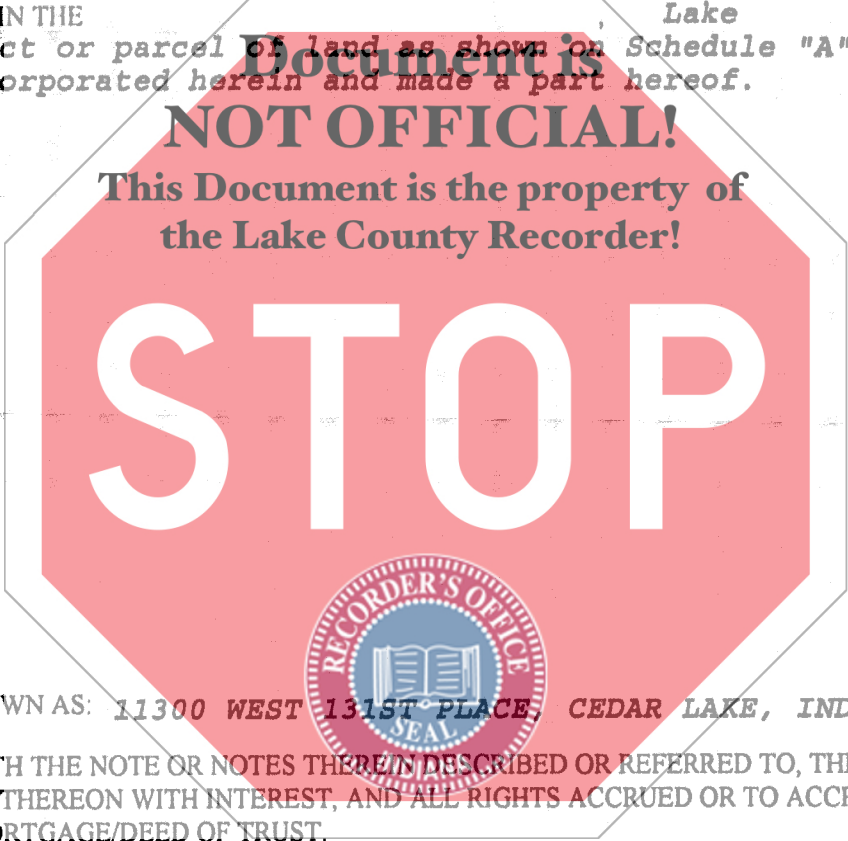 IN THE , Lake
ct or parcel of land as shown on Schedule "A"
orporated herein and made a part hereof.
Document is
NOT OFFICIAL!
This Document is the property of
the Lake County Recorder!
STOP
RECORDER'S OFFICE
SEAL
WN AS: 11300 WEST 131ST PLACE, CEDAR LAKE, IND
H THE NOTE OR NOTES THEREIN DESCRIBED OR REFERRED TO, TH
THEREON WITH INTEREST, AND ALL RIGHTS ACCRUED OR TO ACC
RTGAGE/DEED OF TRUST.